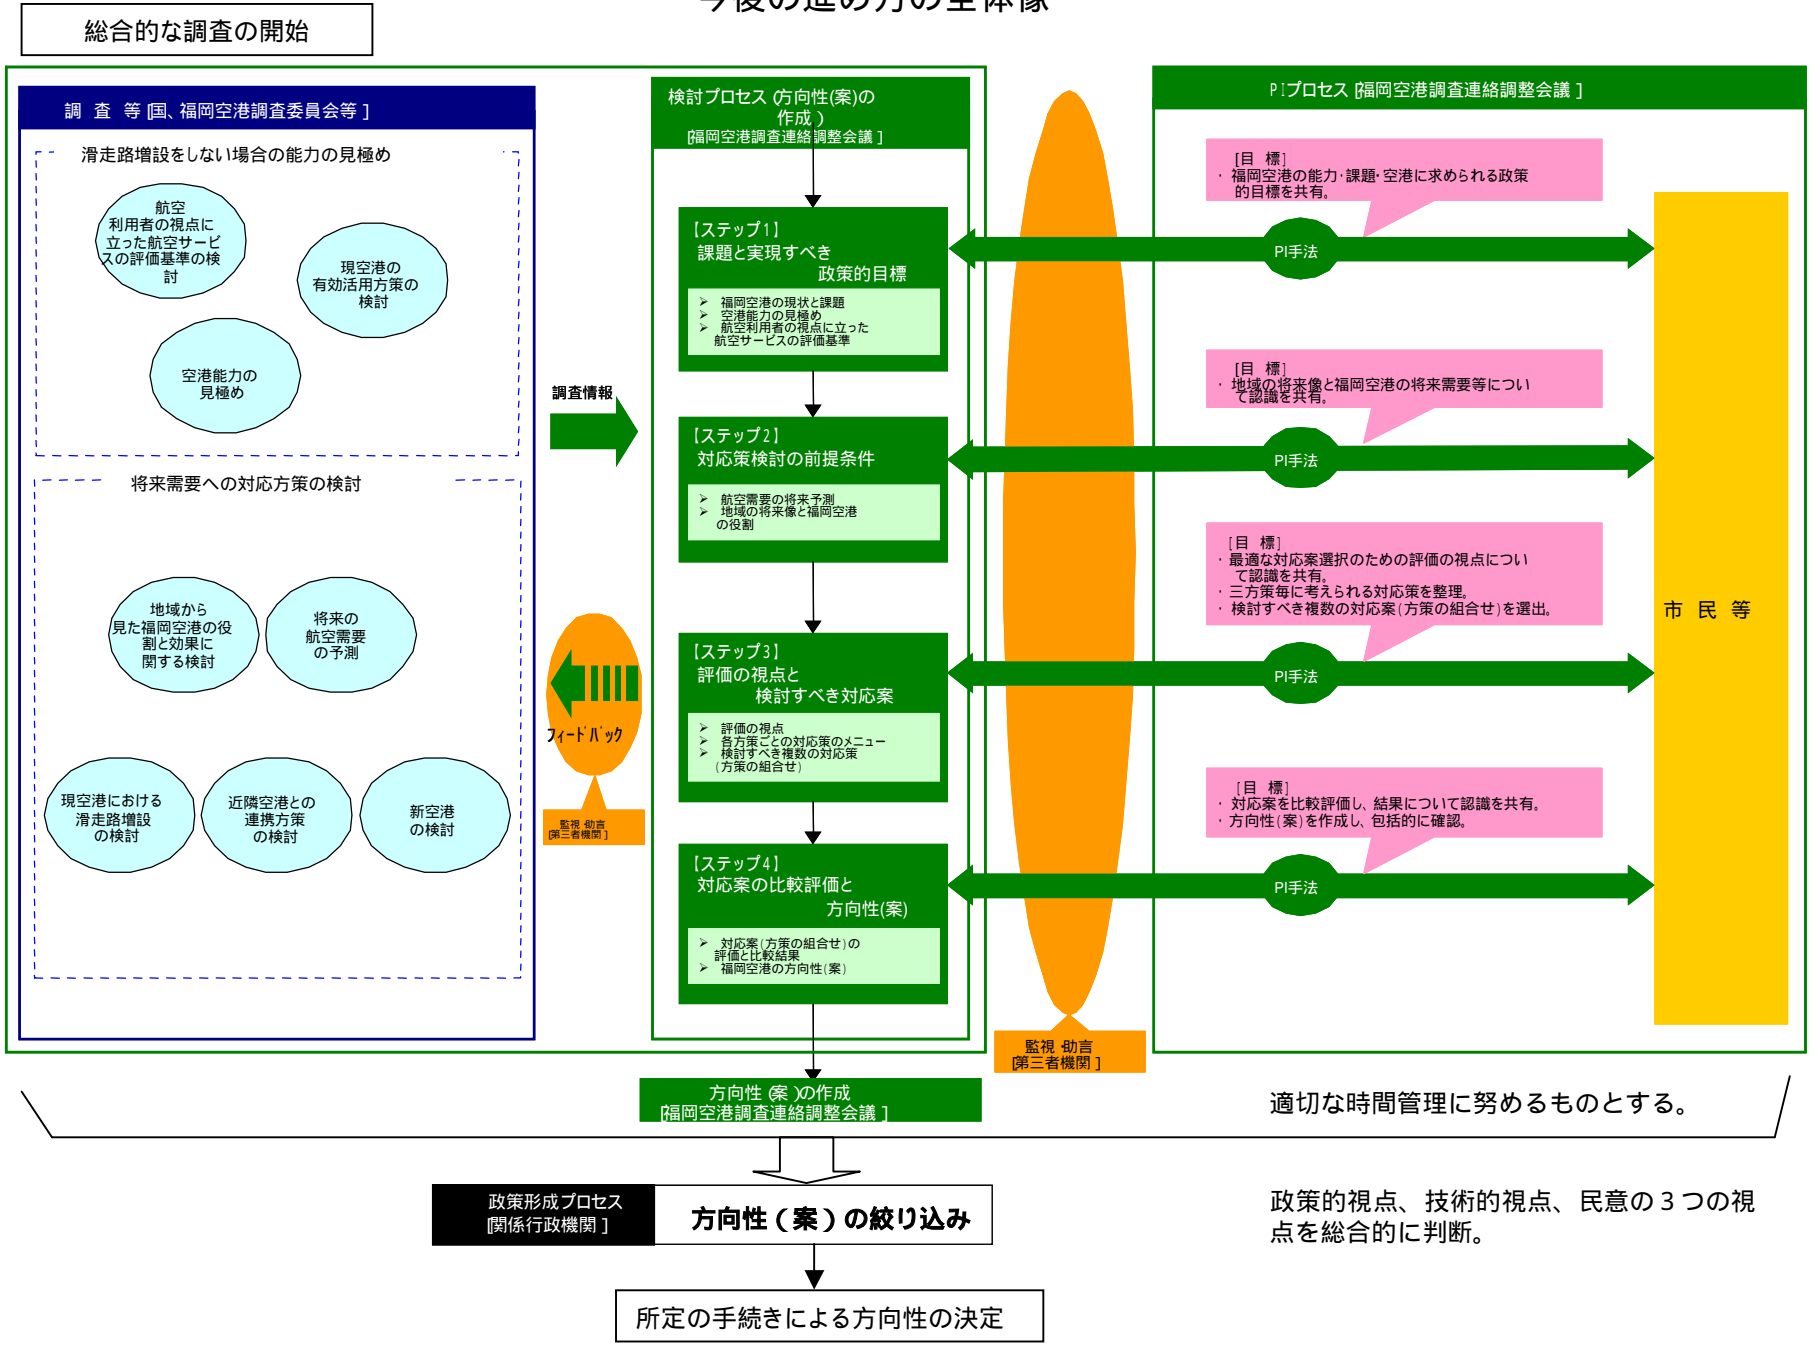 今後の進め方の全体像
総合的な調査の開始
調 査 等[国、福岡空港調査委員会等]
滑走路増設をしない場合の能力の見極め
航空
利用者の視点に
立った航空サービ
スの評価基準の検
討
現空港の
有効活用方策の
検討
空港能力の
見極め
将来需要への対応方策の検討
地域から
見た福岡空港の役
割と効果に
関する検討
将来の
航空需要
の予測
現空港における
滑走路増設
の検討
近隣空港との
連携方策
の検討
新空港
の検討
調査情報
フィードバック
監視・助言
[第三者機関]
検討プロセス(方向性(案)の
作成)
[福岡空港調査連絡調整会議]
【ステップ1】
課題と実現すべき
政策的目標
➢ 福岡空港の現状と課題
➢ 空港能力の見極め
➢ 航空利用者の視点に立った
航空サービスの評価基準
【ステップ2】
対応策検討の前提条件
➢ 航空需要の将来予測
➢ 地域の将来像と福岡空港
の役割
【ステップ3】
評価の視点と
検討すべき対応案
➢ 評価の視点
➢ 各方策ごとの対応策のメニュー
➢ 検討すべき複数の対応策
(方策の組合せ)
【ステップ4】
対応案の比較評価と
方向性(案)
➢ 対応案(方策の組合せ)の
評価と比較結果
➢ 福岡空港の方向性(案)
監視・助言
[第三者機関]
PIプロセス[福岡空港調査連絡調整会議]
[目 標]
・ 福岡空港の能力・課題・空港に求められる政策
的目標を共有。
PI手法
[目 標]
・ 地域の将来像と福岡空港の将来需要等につい
て認識を共有。
PI手法
[目 標]
・ 最適な対応案選択のための評価の視点につい
て認識を共有。
・ 三方策毎に考えられる対応策を整理。
・ 検討すべき複数の対応案(方策の組合せ)を選出。
PI手法
[目 標]
・ 対応案を比較評価し、結果について認識を共有。
・ 方向性(案)を作成し、包括的に確認。
PI手法
市 民 等
方向性(案)の作成
[福岡空港調査連絡調整会議]
適切な時間管理に努めるものとする。
政策形成プロセス
[関係行政機関]
方向性(案)の絞り込み
政策的視点、技術的視点、民意の3つの視
点を総合的に判断。
所定の手続きによる方向性の決定